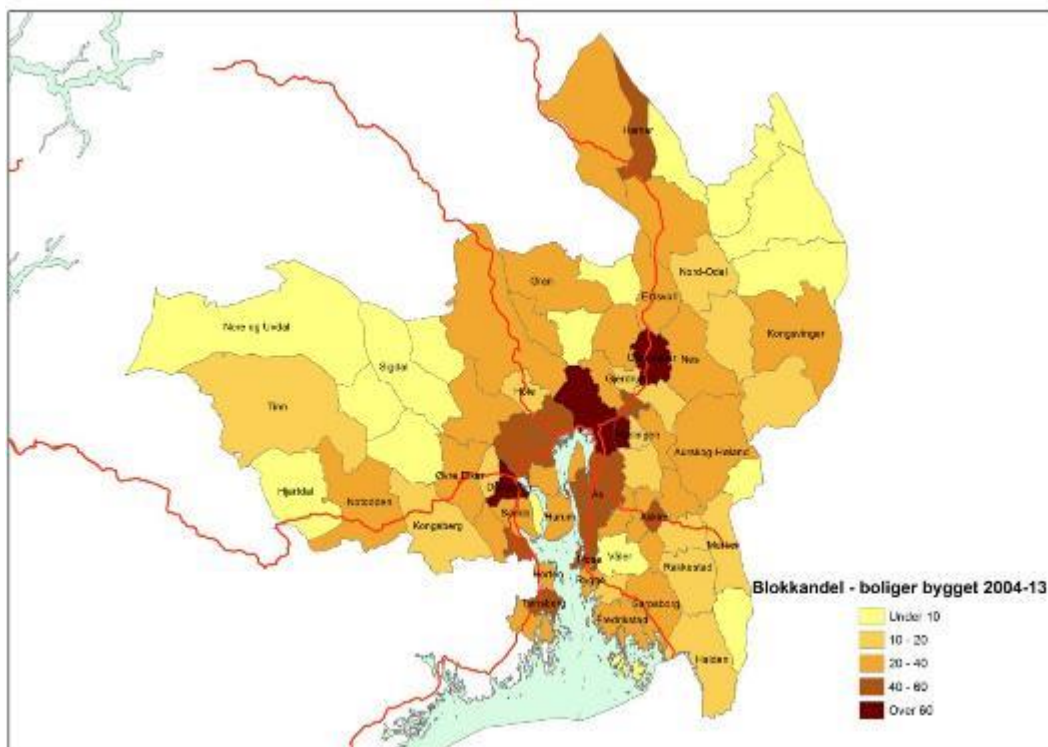 Hamar
Gran
Nord-Odal
Eidsvoll
Nore og Uvdal
Kongsvinger
Sigdal
Nes
Gjerdrum
Hole
Tinn
Aurskog-Høland
Øvre Eiker
Hjartdal
Notodden
Ås
Hurum
Kongsberg
Våler
Rakkestad
Rygge
Horten
Blokkandel - boliger bygget 2004-13
Tønsberg
Sarpsborg
Fredrikstad
Under 10
10 - 20
20 - 40
Halden
40 - 60
Over 60